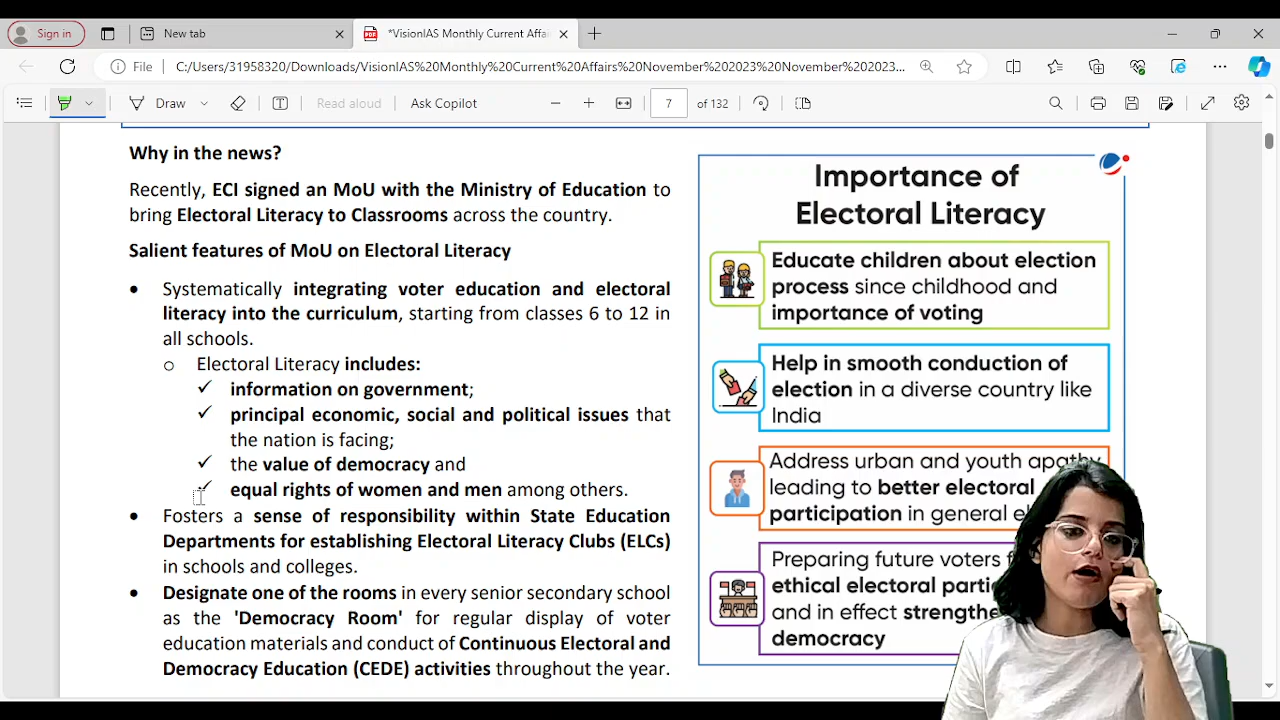 Sign in
New tab
*VisionIAS Monthly Current Affai
File
C:/Users/31958320/Downloads/VisionIAS%20Monthly%20Current%20Affairs%20November%202023%20November%202023...
Draw
Read aloud
Ask Copilot
7
of 132
Why in the news?
Recently, ECI signed an MoU with the Ministry of Education to
bring Electoral Literacy to Classrooms across the country.
Salient features of MoU on Electoral Literacy
• Systematically integrating voter education and electoral
literacy into the curriculum, starting from classes 6 to 12 in
all schools.
o Electoral Literacy includes:
✓ information on government;
✓ principal economic, social and political issues that
the nation is facing;
✓ the value of democracy and
✓ equal rights of women and men among others.
• Fosters a sense of responsibility within State Education
Departments for establishing Electoral Literacy Clubs (ELCs)
in schools and colleges.
• Designate one of the rooms in every senior secondary school
as the 'Democracy Room' for regular display of voter
education materials and conduct of Continuous Electoral and
Democracy Education (CEDE) activities throughout the year.
Importance of
Electoral Literacy
Educate children about election
process since childhood and
importance of voting
Help in smooth conduction of
election in a diverse country like
India
Address urban and youth apathy
leading to better electoral
participation in general
Preparing future voters
ethical electoral
and in effect
democracy